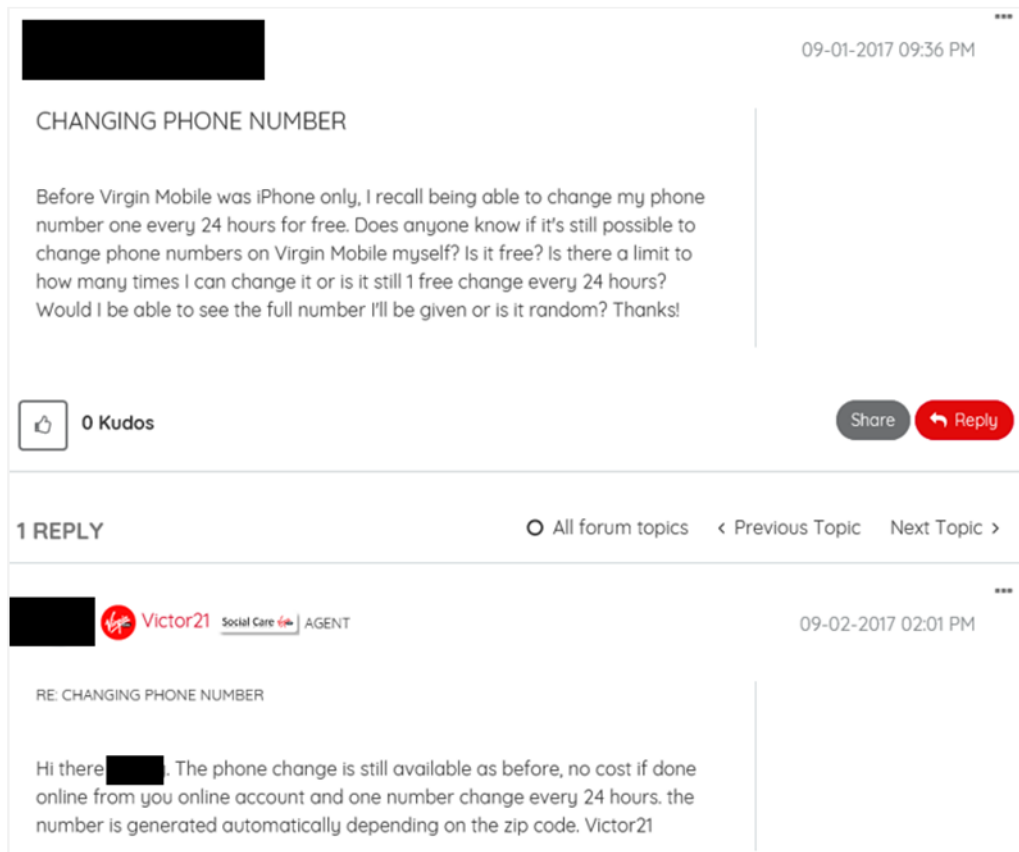 09-01-2017 09:36 PM
CHANGING PHONE NUMBER
Before Virgin Mobile was iPhone only, I recall being able to change my phone
number one every 24 hours for free. Does anyone know if it's still possible to
change phone numbers on Virgin Mobile myself? Is it free? Is there a limit to
how many times I can change it or is it still 1 free change every 24 hours?
Would I be able to see the full number I'll be given or is it random? Thanks!
0 Kudos
Share
Reply
1 REPLY
All forum topics
‹ Previous Topic
Next Topic ›
Victor21 Social Care AGENT
09-02-2017 02:01 PM
RE: CHANGING PHONE NUMBER
Hi there . The phone change is still available as before, no cost if done
online from you online account and one number change every 24 hours. the
number is generated automatically depending on the zip code. Victor21